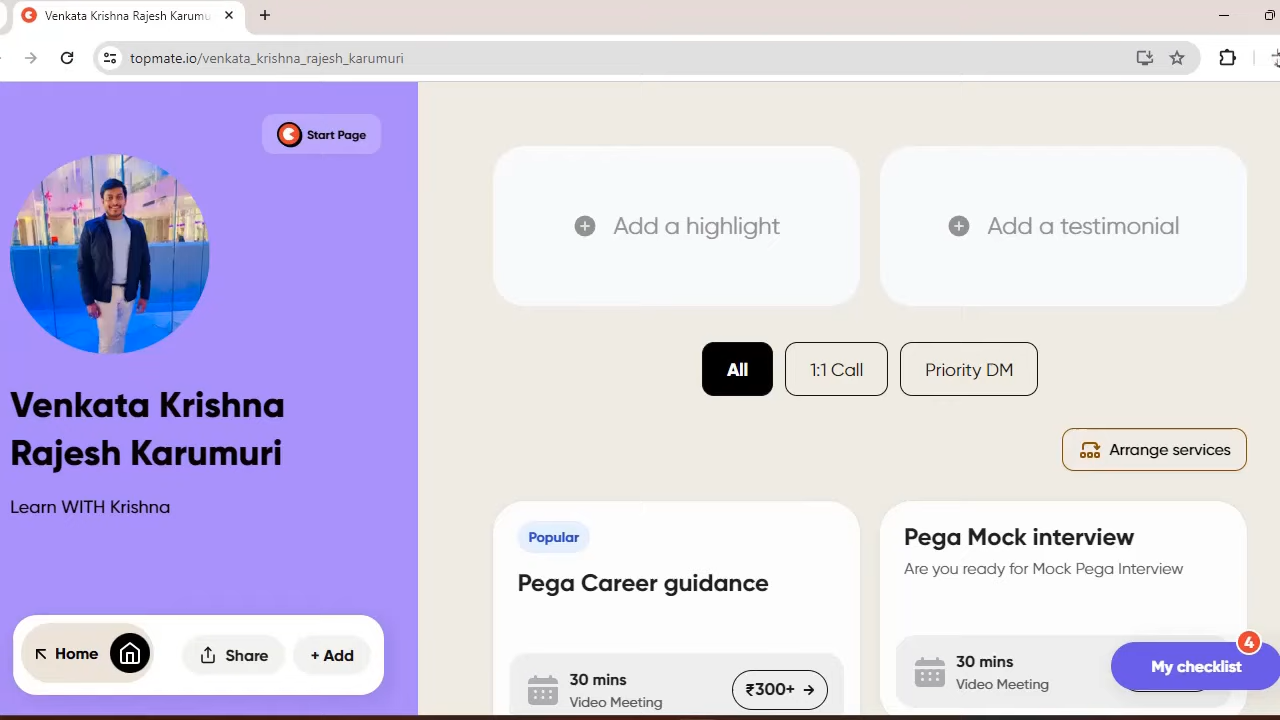 Venkata Krishna Rajesh Karumu
topmate.io/venkata_krishna_rajesh_karumuri
Start Page
Venkata Krishna
Rajesh Karumuri
Learn WITH Krishna
Home
Share
+ Add
Add a highlight
Add a testimonial
All
1:1 Call
Priority DM
Arrange services
Popular
Pega Career guidance
30 mins
Video Meeting
₹300+ →
Pega Mock interview
Are you ready for Mock Pega Interview
30 mins
Video Meeting
4
My checklist